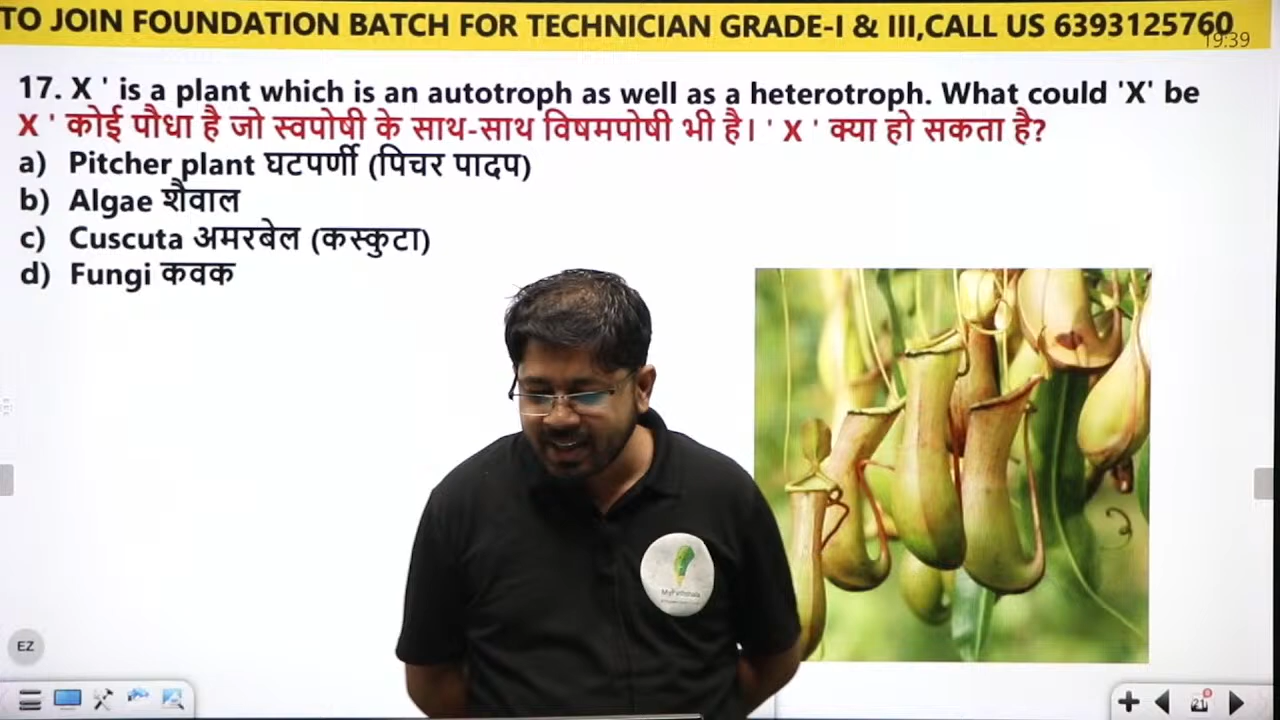 TO JOIN FOUNDATION BATCH FOR TECHNICIAN GRADE-I & III,CALL US 6393125760
19:39
17. X ' is a plant which is an autotroph as well as a heterotroph. What could 'X' be
X ' कोई पौधा है जो स्वपोषी के साथ-साथ विषमपोषी भी है। ' X ' क्या हो सकता है?
a) Pitcher plant घटपर्णी (पिचर पादप)
b) Algae शैवाल
c) Cuscuta अमरबेल (कस्कुटा)
d) Fungi कवक
MyPathshala
EZ
21